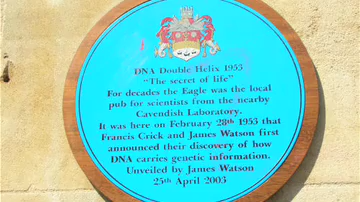 DNA Double Helix 1953
"The secret of life"
For decades the Eagle was the local
pub for scientists from the nearby
Cavendish Laboratory.
It was here on February 28th 1953 that
Francis Crick and James Watson first
announced their discovery of how
DNA carries genetic information.
Unveiled by James Watson
25th April 2003